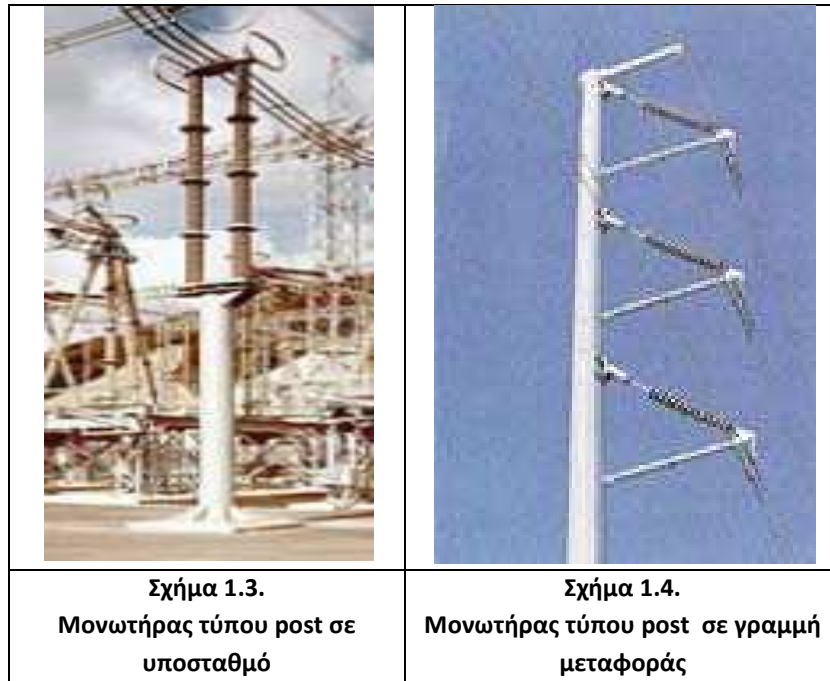 Σχήμα 1.3.
Μονωτήρας τύπου post σε
υποσταθμό
Σχήμα 1.4.
Μονωτήρας τύπου post σε γραμμή
μεταφοράς